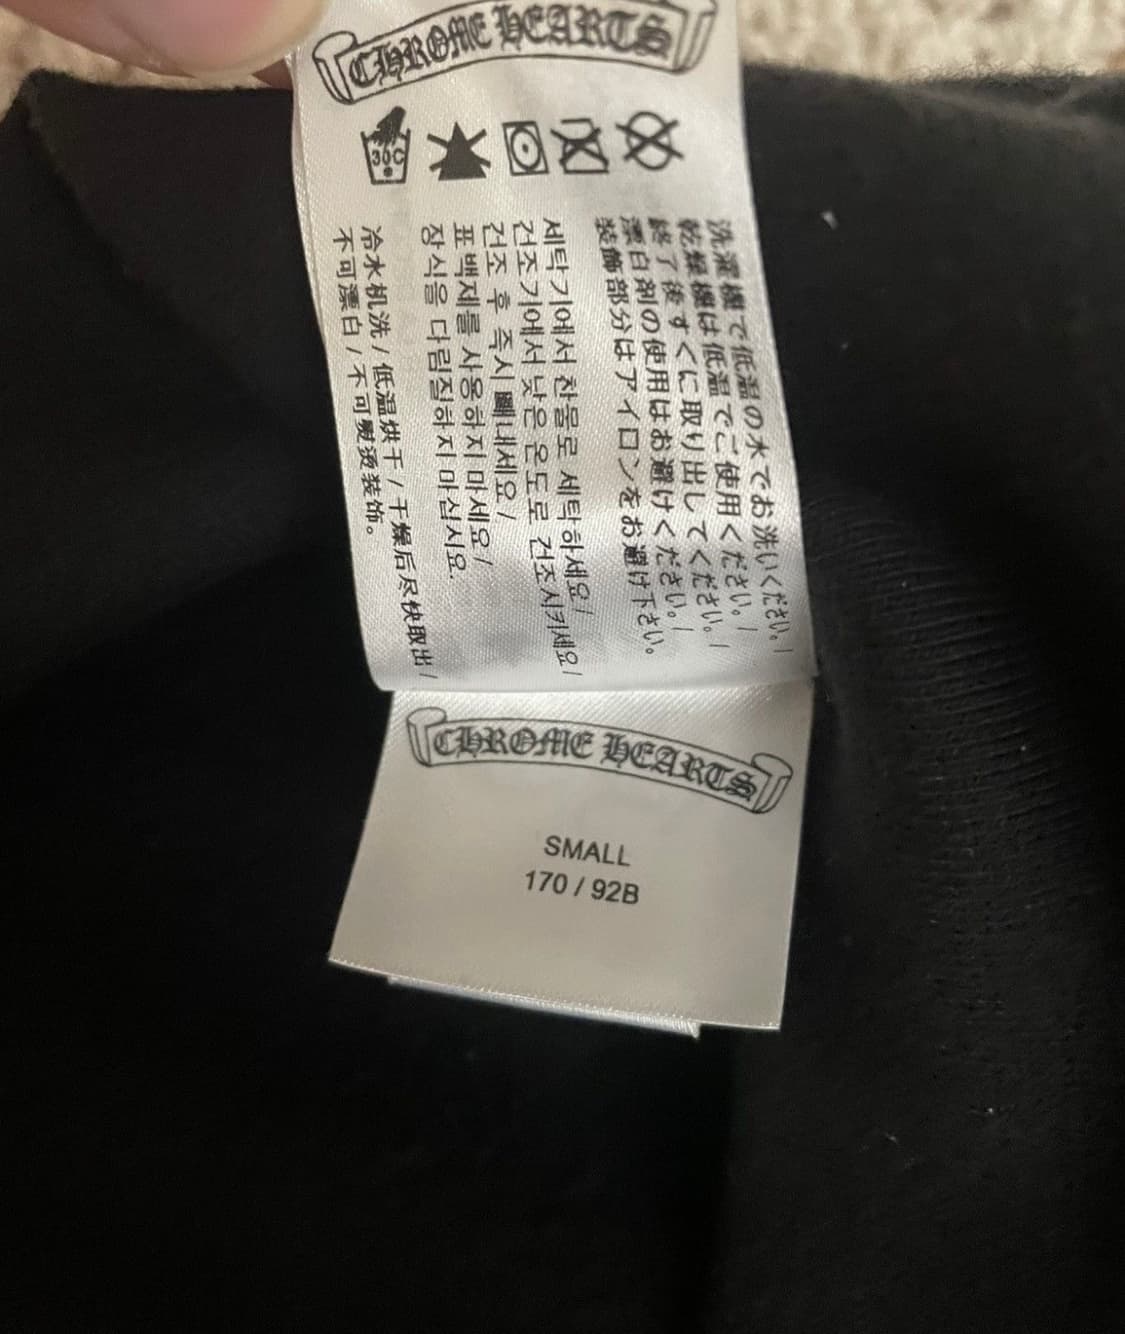 CHROME HEARTS
30C
洗濯機で低温の水でお洗いください。/
乾燥機は低温でご使用ください。/
終了後すぐに取り出してください。/
漂白剤の使用はお避けください。/
装飾部分はアイロンをお避け下さい。
세탁기에서 찬물로 세탁하세요/
건조기에서 낮은 온도로 건조시키세요/
건조 후 즉시 빼내세요/
표백제를 사용하지 마세요/
장식을 다림질하지 마십시요.
冷水机洗 / 低温烘干 / 干燥后尽快取出 /
不可漂白 / 不可熨烫装饰。
CHROME HEARTS
SMALL
170 / 92B